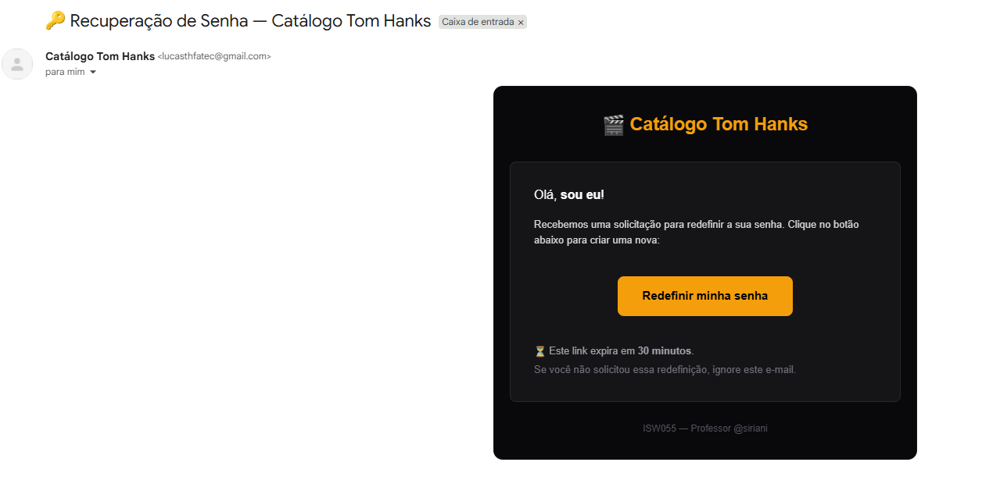 🔑 Recuperação de Senha — Catálogo Tom Hanks Caixa de entrada ×
Catálogo Tom Hanks <lucasthfatec@gmail.com>
para mim
🎬 Catálogo Tom Hanks
Olá, sou eu!
Recebemos uma solicitação para redefinir a sua senha. Clique no botão
abaixo para criar uma nova:
Redefinir minha senha
⏳ Este link expira em 30 minutos.
Se você não solicitou essa redefinição, ignore este e-mail.
ISW055 — Professor @siriani